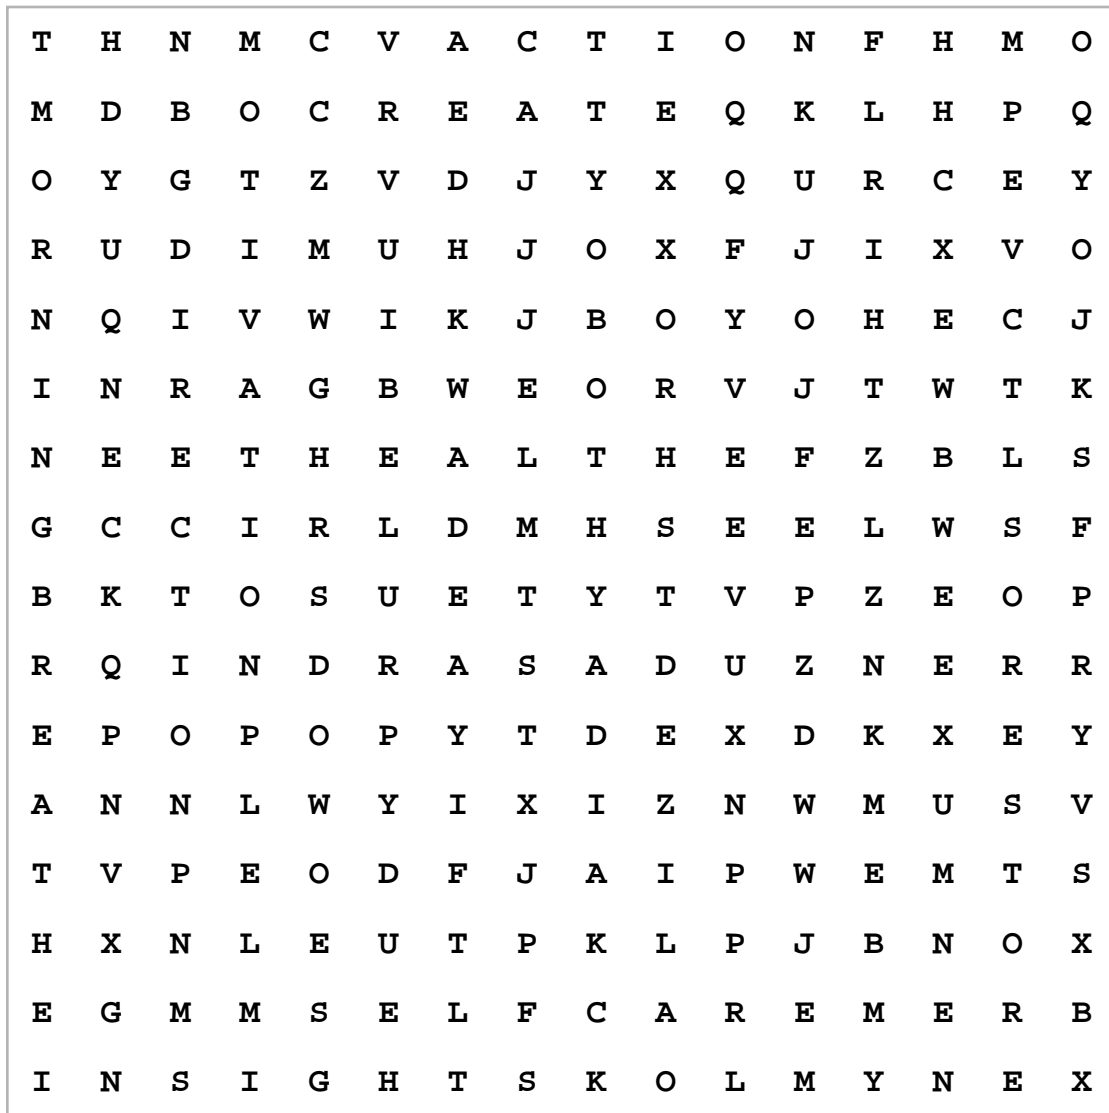 T H N M C V A C T I O N F H M O
M D B O C R E A T E Q K L H P Q
O Y G T Z V D J Y X Q U R C E Y
R U D I M U H J O X F J I X V O
N Q I V W I K J B O Y O H E C J
I N R A G B W E O R V J T W T K
N E E T H E A L T H E F Z B L S
G C C I R L D M H S E E L W S F
B K T O S U E T Y T V P Z E O P
R Q I N D R A S A D U Z N E R R
E P O P O P Y T D E X D K X E Y
A N N L W Y I X I Z N W M U S V
T V P E O D F J A I P W E M T S
H X N L E U T P K L P J B N O X
E G M M S E L F C A R E M E R B
I N S I G H T S K O L M Y N E X